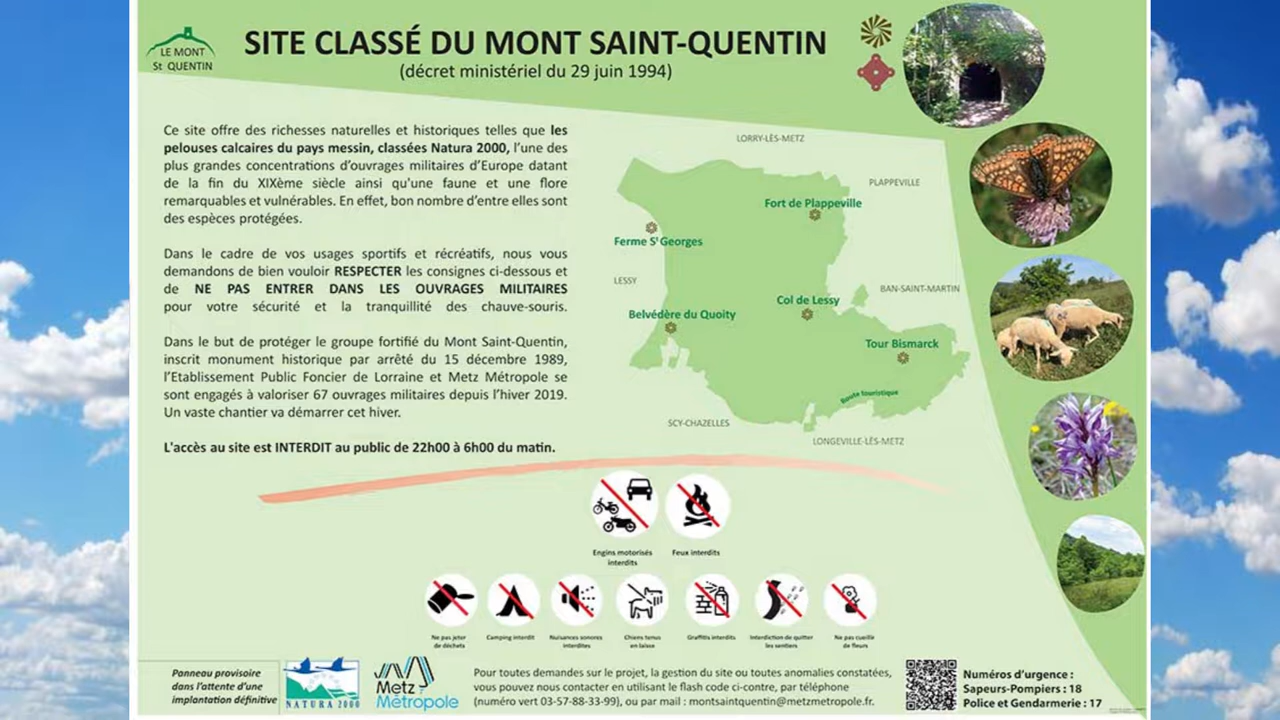 LE MONT
St QUENTIN
SITE CLASSÉ DU MONT SAINT-QUENTIN
(décret ministériel du 29 juin 1994)
Ce site offre des richesses naturelles et historiques telles que les
pelouses calcaires du pays messin, classées Natura 2000, l'une des
plus grandes concentrations d'ouvrages militaires d'Europe datant
de la fin du XIXème siècle ainsi qu'une faune et une flore
remarquables et vulnérables. En effet, bon nombre d'entre elles sont
des espèces protégées.
Dans le cadre de vos usages sportifs et récréatifs, nous vous
demandons de bien vouloir RESPECTER les consignes ci-dessous et
de NE PAS ENTRER DANS LES OUVRAGES MILITAIRES
pour votre sécurité et la tranquillité des chauve-souris.
Dans le but de protéger le groupe fortifié du Mont Saint-Quentin,
inscrit monument historique par arrêté du 15 décembre 1989,
l'Etablissement Public Foncier de Lorraine et Metz Métropole se
sont engagés à valoriser 67 ouvrages militaires depuis l'hiver 2019.
Un vaste chantier va démarrer cet hiver.
L'accès au site est INTERDIT au public de 22h00 à 6h00 du matin.
LORRY-LÈS-METZ
PLAPPEVILLE
Fort de Plappeville
Ferme St Georges
LESSY
BAN-SAINT-MARTIN
Col de Lessy
Belvédère du Quoity
Tour Bismarck
Route touristique
SCY-CHAZELLES
LONGEVILLE-LÈS-METZ
Engins motorisés
interdits
Feux interdits
Ne pas jeter
de déchets
Camping interdit
Nuisances sonores
interdites
Chiens tenus
en laisse
Graffitis interdits
Interdiction de quitter
les sentiers
Ne pas cueille
de fleurs
Panneau provisoire
dans l'attente d'une
implantation définitive
NATURA 2000
Metz
Métropole
Pour toutes demandes sur le projet, la gestion du site ou toutes anomalies constatées,
vous pouvez nous contacter en utilisant le flash code ci-contre, par téléphone
(numéro vert 03-57-88-33-99), ou par mail : montsaintquentin@metzmetropole.fr.
Numéros d'urgence :
Sapeurs-Pompiers : 18
Police et Gendarmerie : 17